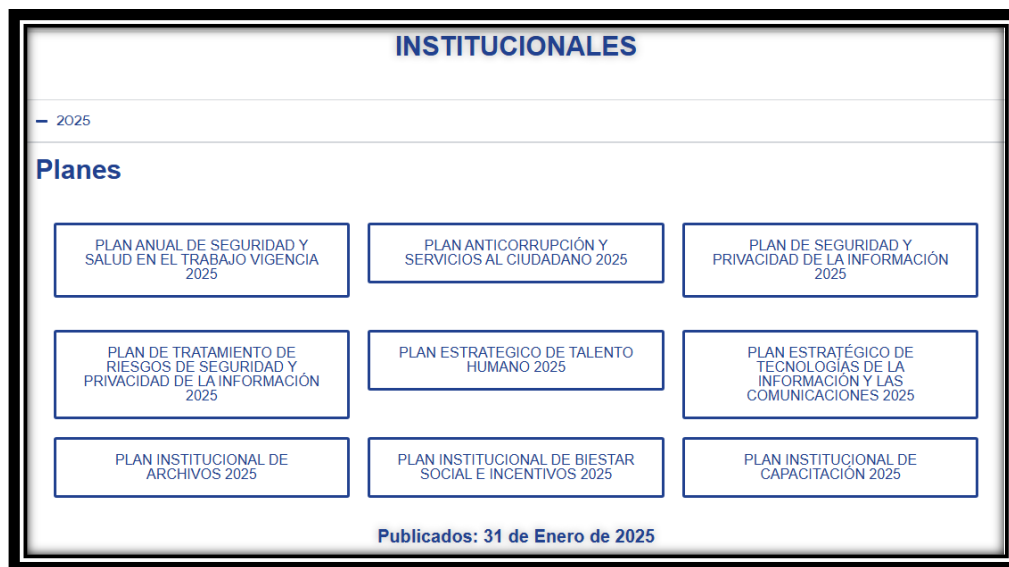 INSTITUCIONALES
2025
Planes
PLAN ANUAL DE SEGURIDAD Y
SALUD EN EL TRABAJO VIGENCIA
2025
PLAN ANTICORRUPCIÓN Y
SERVICIOS AL CIUDADANO 2025
PLAN DE SEGURIDAD Y
PRIVACIDAD DE LA INFORMACIÓN
2025
PLAN DE TRATAMIENTO DE
RIESGOS DE SEGURIDAD Y
PRIVACIDAD DE LA INFORMACIÓN
2025
PLAN ESTRATEGICO DE TALENTO
HUMANO 2025
PLAN ESTRATÉGICO DE
TECNOLOGÍAS DE LA
INFORMACIÓN Y LAS
COMUNICACIONES 2025
PLAN INSTITUCIONAL DE
ARCHIVOS 2025
PLAN INSTITUCIONAL DE BIESTAR
SOCIAL E INCENTIVOS 2025
PLAN INSTITUCIONAL DE
CAPACITACIÓN 2025
Publicados: 31 de Enero de 2025